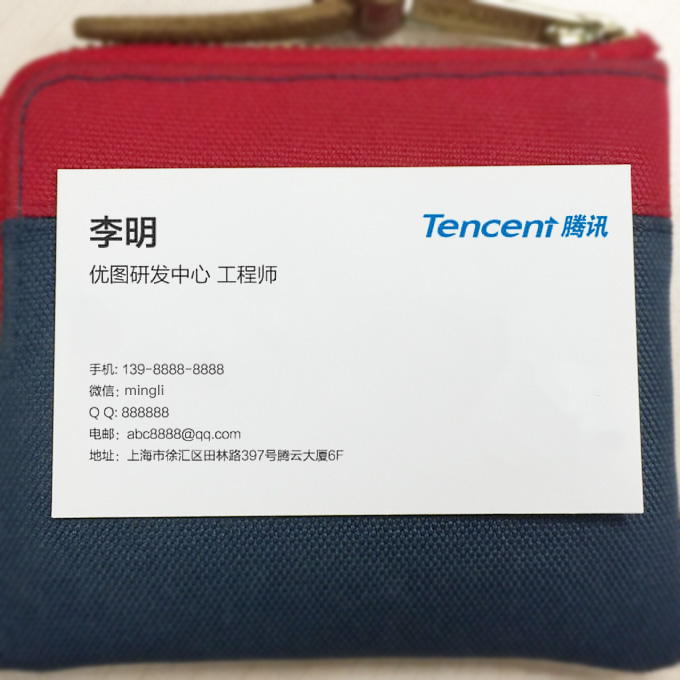 李明
Tencent 腾讯
优图研发中心 工程师
手机: 139-8888-8888
微信: mingli
Q Q: 888888
电邮: abc8888@qq.com
地址: 上海市徐汇区田林路397号腾云大厦6F